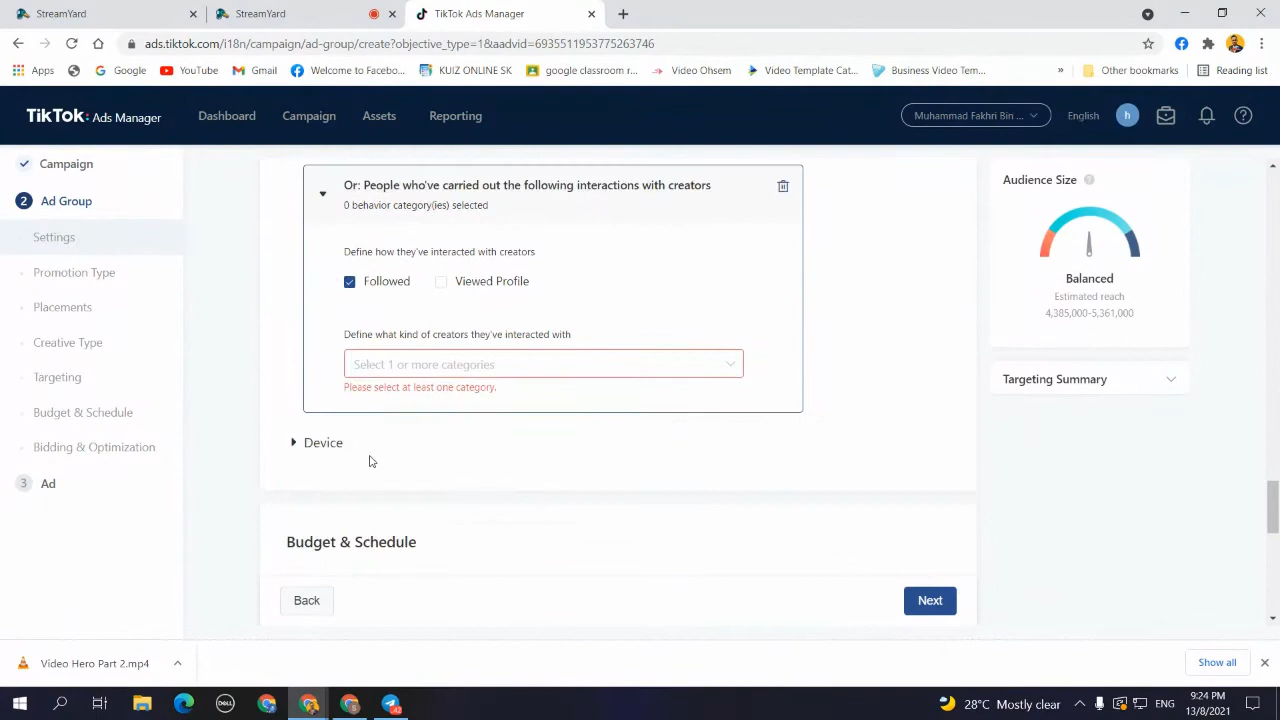 StreamYard
StreamYard
TikTok Ads Manager
ads.tiktok.com/i18n/campaign/ad-group/create?objective_type=1&aadvid=6935511953775263746
Apps
Google
YouTube
Gmail
Welcome to Facebo...
KUIZ ONLINE SK
google classroom r...
Video Ohsem
Video Template Cat...
Business Video Tem...
»
Other bookmarks
Reading list
TikTok: Ads Manager
Dashboard
Campaign
Assets
Reporting
Muhammad Fakhri Bin ...
English
h
Campaign
2 Ad Group
Settings
Promotion Type
Placements
Creative Type
Targeting
Budget & Schedule
Bidding & Optimization
3 Ad
Or: People who've carried out the following interactions with creators
0 behavior category(ies) selected
Define how they've interacted with creators
Followed
Viewed Profile
Define what kind of creators they've interacted with
Select 1 or more categories
Please select at least one category.
Device
Budget & Schedule
Back
Next
Audience Size
Balanced
Estimated reach
4,385,000-5,361,000
Targeting Summary
Video Hero Part 2.mp4
Show all
DELL
28°C Mostly clear
ENG
9:24 PM
13/8/2021